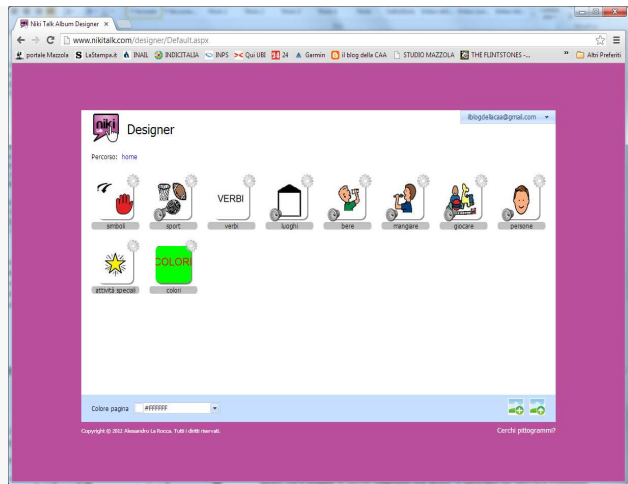 Niki Talk Album Designer
www.nikitalk.com/designer/Default.aspx
portale Mazzola LaStampa.it INAIL INDICITALIA INPS Qui UBI 24 Garmin il blog della CAA STUDIO MAZZOLA THE FLINTSTONES -... » Altri Preferiti
iblogdellacaa@gmail.com
niki Designer
Percorso: home
VERBI
simboli sport verbi luoghi bere mangiare giocare persone
COLORI
attività speciali colori
Colore pagina #FFFFFF
Copyright © 2012 Alessandro La Rocca. Tutti i diritti riservati. Cerchi pittogrammi?